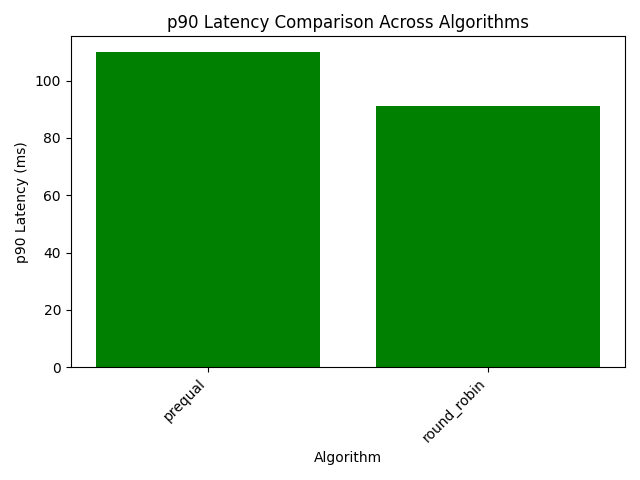 p90 Latency Comparison Across Algorithms
p90 Latency (ms)
100
80
60
40
20
0
prequal
round_robin
Algorithm